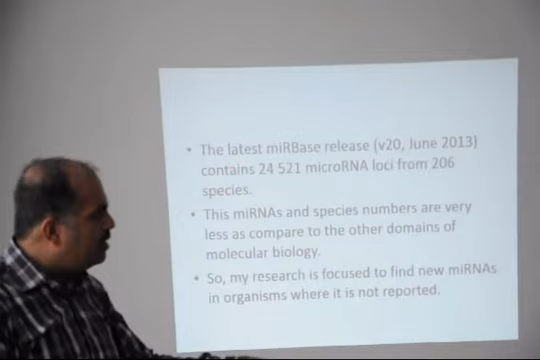 • The latest miRBase release (v20, June 2013)
contains 24 521 microRNA loci from 206
species.
• This miRNAs and species numbers are very
less as compare to the other domains of
molecular biology.
• So, my research is focused to find new miRNAs
in organisms where it is not reported.